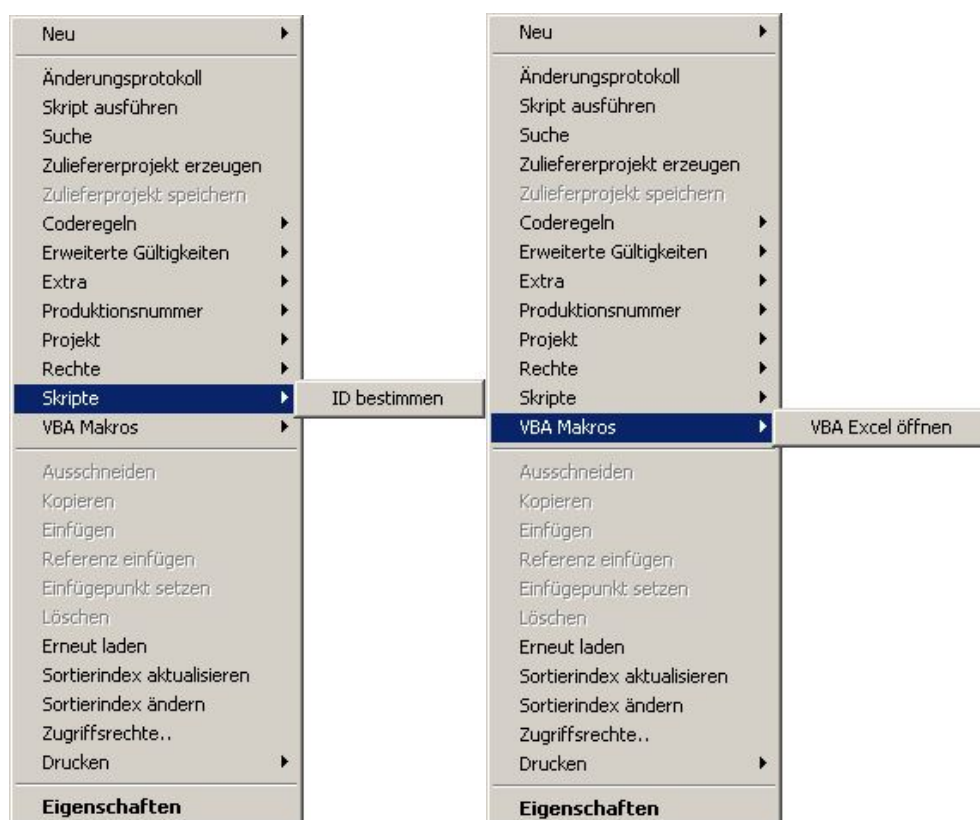 Neu
Änderungsprotokoll
Skript ausführen
Suche
Zuliefererprojekt erzeugen
Zulieferprojekt speichern
Coderegeln
Erweiterte Gültigkeiten
Extra
Produktionsnummer
Projekt
Rechte
Skripte
ID bestimmen
VBA Makros
Ausschneiden
Kopieren
Einfügen
Referenz einfügen
Einfügepunkt setzen
Löschen
Erneut laden
Sortierindex aktualisieren
Sortierindex ändern
Zugriffsrechte..
Drucken
Eigenschaften
Neu
Änderungsprotokoll
Skript ausführen
Suche
Zuliefererprojekt erzeugen
Zulieferprojekt speichern
Coderegeln
Erweiterte Gültigkeiten
Extra
Produktionsnummer
Projekt
Rechte
Skripte
VBA Makros
VBA Excel öffnen
Ausschneiden
Kopieren
Einfügen
Referenz einfügen
Einfügepunkt setzen
Löschen
Erneut laden
Sortierindex aktualisieren
Sortierindex ändern
Zugriffsrechte..
Drucken
Eigenschaften